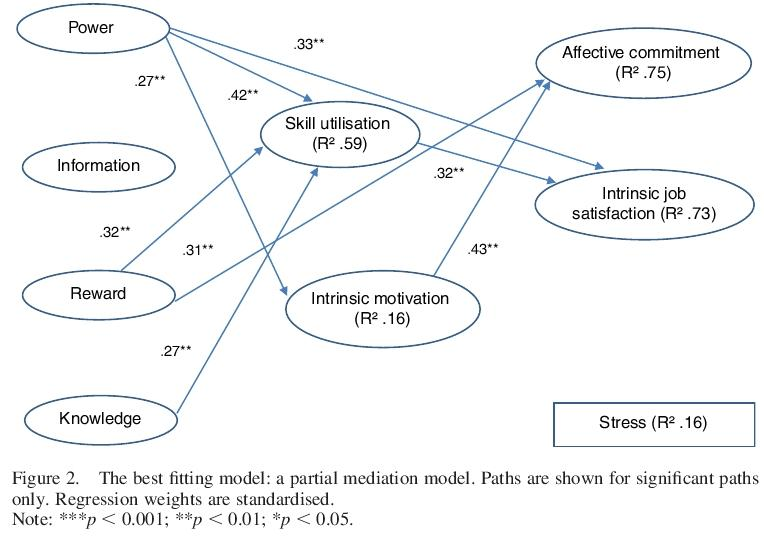 Power
.33**
Affective commitment
(R² .75)
.27**
.42**
Skill utilisation
(R² .59)
Information
.32**
Intrinsic job
satisfaction (R² .73)
.32**
.31**
.43**
Reward
Intrinsic motivation
(R² .16)
.27**
Knowledge
Stress (R² .16)
Figure 2. The best fitting model: a partial mediation model. Paths are shown for significant paths
only. Regression weights are standardised.
Note: ***p < 0.001; **p < 0.01; *p < 0.05.